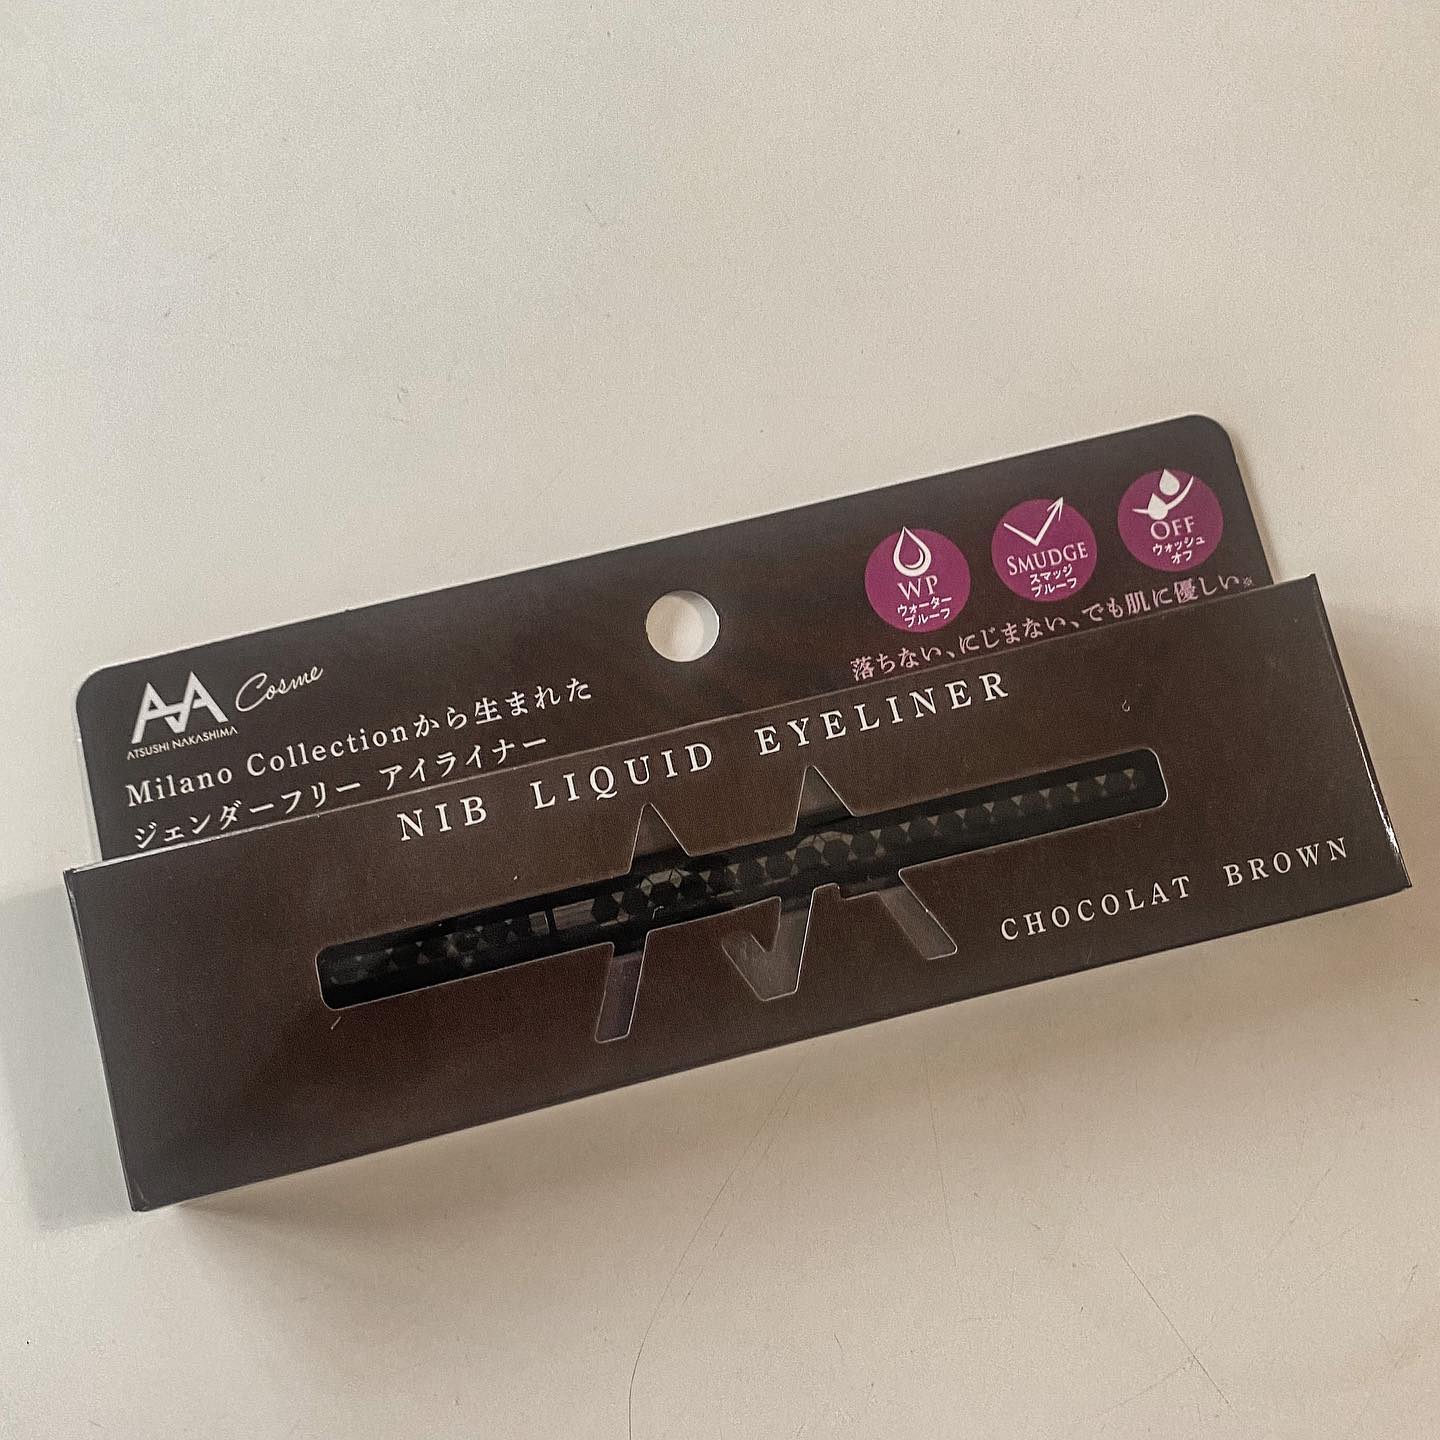 WP
ウォーター
プルーフ
SMUDGE
スマッジ
プルーフ
OFF
ウォッシュ
オフ
落ちない、にじまない、でも肌に優しい※
ATSUSHI NAKASHIMA
Cosme
Milano Collectionから生まれた
ジェンダーフリー アイライナー
NIB LIQUID EYELINER
CHOCOLAT BROWN